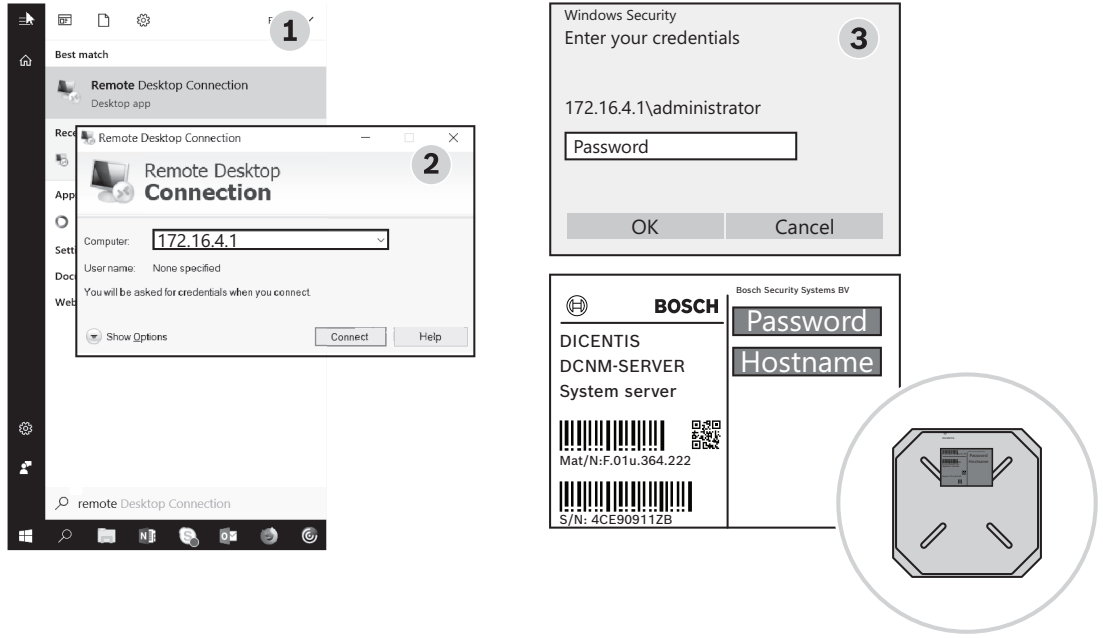 1
Best match
Remote Desktop Connection
Desktop app
Rece
App
Setti
Doc
Web
remote Desktop Connection
Remote Desktop Connection
2
Remote Desktop
Connection
Computer:
172.16.4.1
User name:
None specified
You will be asked for credentials when you connect.
Show Options
Connect
Help
Windows Security
Enter your credentials
3
172.16.4.1\administrator
Password
OK
Cancel
BOSCH
DICENTIS
DCNM-SERVER
System server
Mat/N:F.01u.364.222
S/N: 4CE90911ZB
Bosch Security Systems BV
Password
Hostname
Password
Hostname